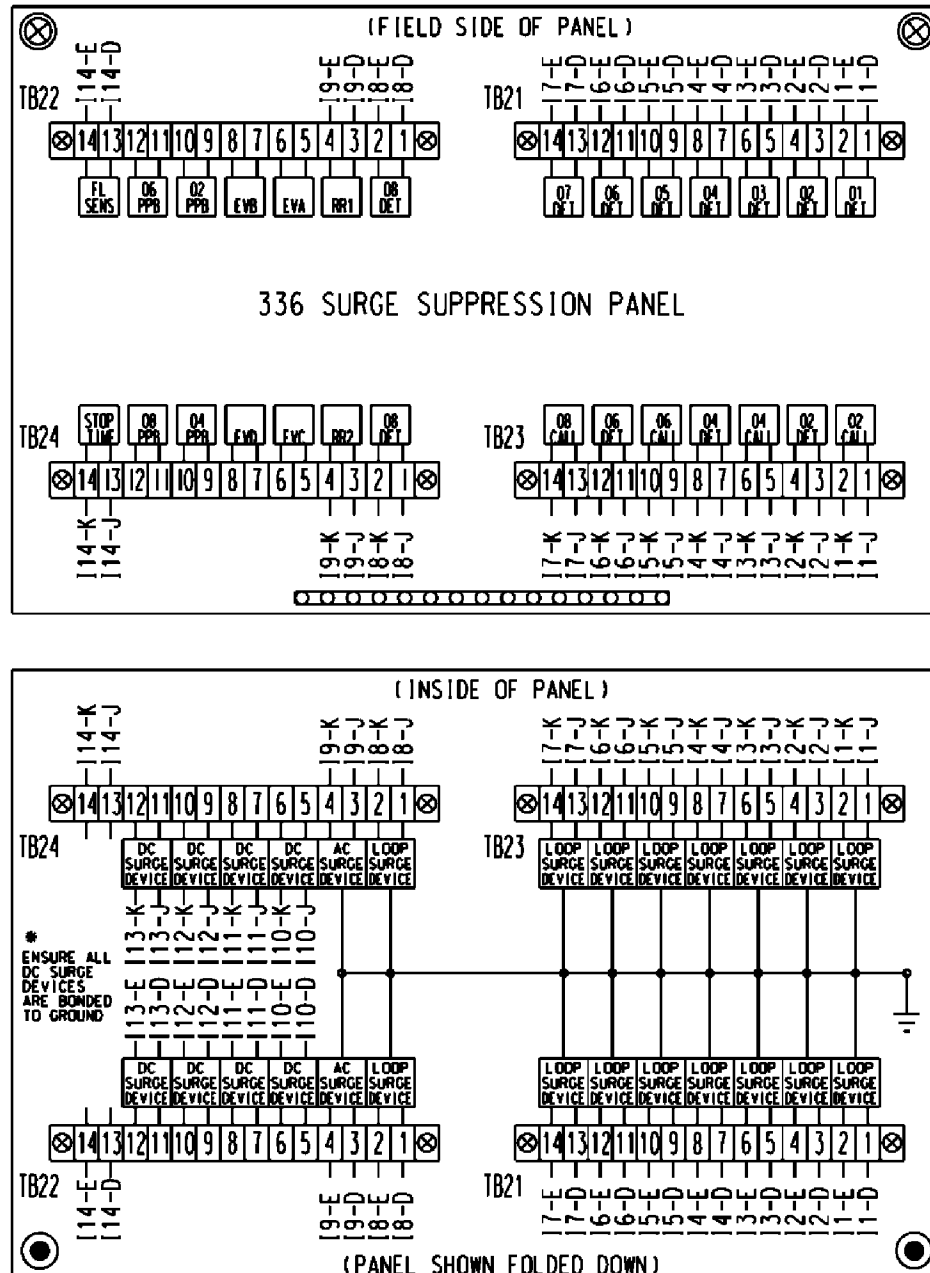 (FIELD SIDE OF PANEL)
I14-E I14-D I9-E I9-D I8-E I8-D I7-E I7-D I6-E I6-D I5-E I5-D I4-E I4-D I3-E I3-D I2-E I2-D I1-E I1-D
TB22 TB21
14 13 12 11 10 9 8 7 6 5 4 3 2 1 14 13 12 11 10 9 8 7 6 5 4 3 2 1
FL SENS 06 PPB 02 PPB EVB EVA RR1 08 DET 07 DET 06 DET 05 DET 04 DET 03 DET 02 DET 01 DET
336 SURGE SUPPRESSION PANEL
TB24 STOP TIME 08 PPB 04 PPB EVD EVC RR2 08 DET TB23 08 CALL 06 DET 06 CALL 04 DET 04 CALL 02 DET 02 CALL
14 13 12 11 10 9 8 7 6 5 4 3 2 1 14 13 12 11 10 9 8 7 6 5 4 3 2 1
I14-K I14-J I9-K I9-J I8-K I8-J I7-K I7-J I6-K I6-J I5-K I5-J I4-K I4-J I3-K I3-J I2-K I2-J I1-K I1-J
(INSIDE OF PANEL)
I14-K I14-J I9-K I9-J I8-K I8-J I7-K I7-J I6-K I6-J I5-K I5-J I4-K I4-J I3-K I3-J I2-K I2-J I1-K I1-J
14 13 12 11 10 9 8 7 6 5 4 3 2 1 14 13 12 11 10 9 8 7 6 5 4 3 2 1
TB24 TB23
DC DC DC DC AC LOOP LOOP LOOP LOOP LOOP LOOP LOOP LOOP
SURGE SURGE SURGE SURGE SURGE SURGE SURGE SURGE SURGE SURGE SURGE SURGE SURGE
DEVICE DEVICE DEVICE DEVICE DEVICE DEVICE DEVICE DEVICE DEVICE DEVICE DEVICE DEVICE DEVICE
I13-K I13-J I12-K I12-J I11-K I11-J I10-K I10-J
*
ENSURE ALL
DC SURGE
DEVICES
ARE BONDED
TO GROUND
I13-E I13-D I12-E I12-D I11-E I11-D I10-E I10-D
DC DC DC DC AC LOOP LOOP LOOP LOOP LOOP LOOP LOOP LOOP
SURGE SURGE SURGE SURGE SURGE SURGE SURGE SURGE SURGE SURGE SURGE SURGE SURGE
DEVICE DEVICE DEVICE DEVICE DEVICE DEVICE DEVICE DEVICE DEVICE DEVICE DEVICE DEVICE DEVICE
14 13 12 11 10 9 8 7 6 5 4 3 2 1 14 13 12 11 10 9 8 7 6 5 4 3 2 1
TB22 TB21
I14-E I14-D I9-E I9-D I8-E I8-D I7-E I7-D I6-E I6-D I5-E I5-D I4-E I4-D I3-E I3-D I2-E I2-D I1-E I1-D
(PANEL SHOWN FOLDED DOWN)